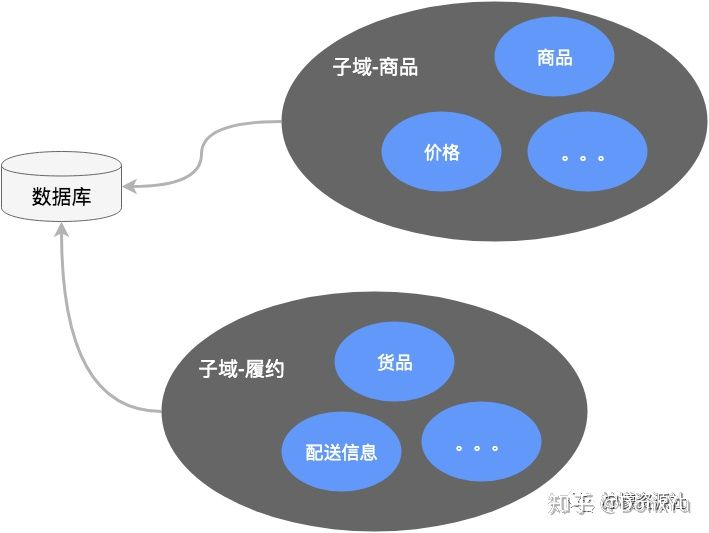 子域-商品
商品
价格
。。。
数据库
子域-履约
货品
配送信息
。。。
知乎